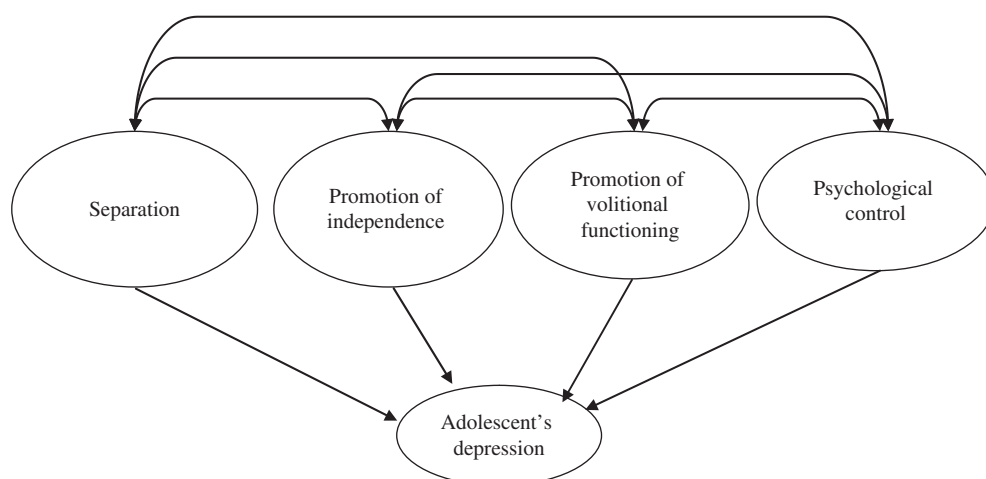 Separation
Promotion of
independence
Promotion of
volitional
functioning
Psychological
control
Adolescent's
depression